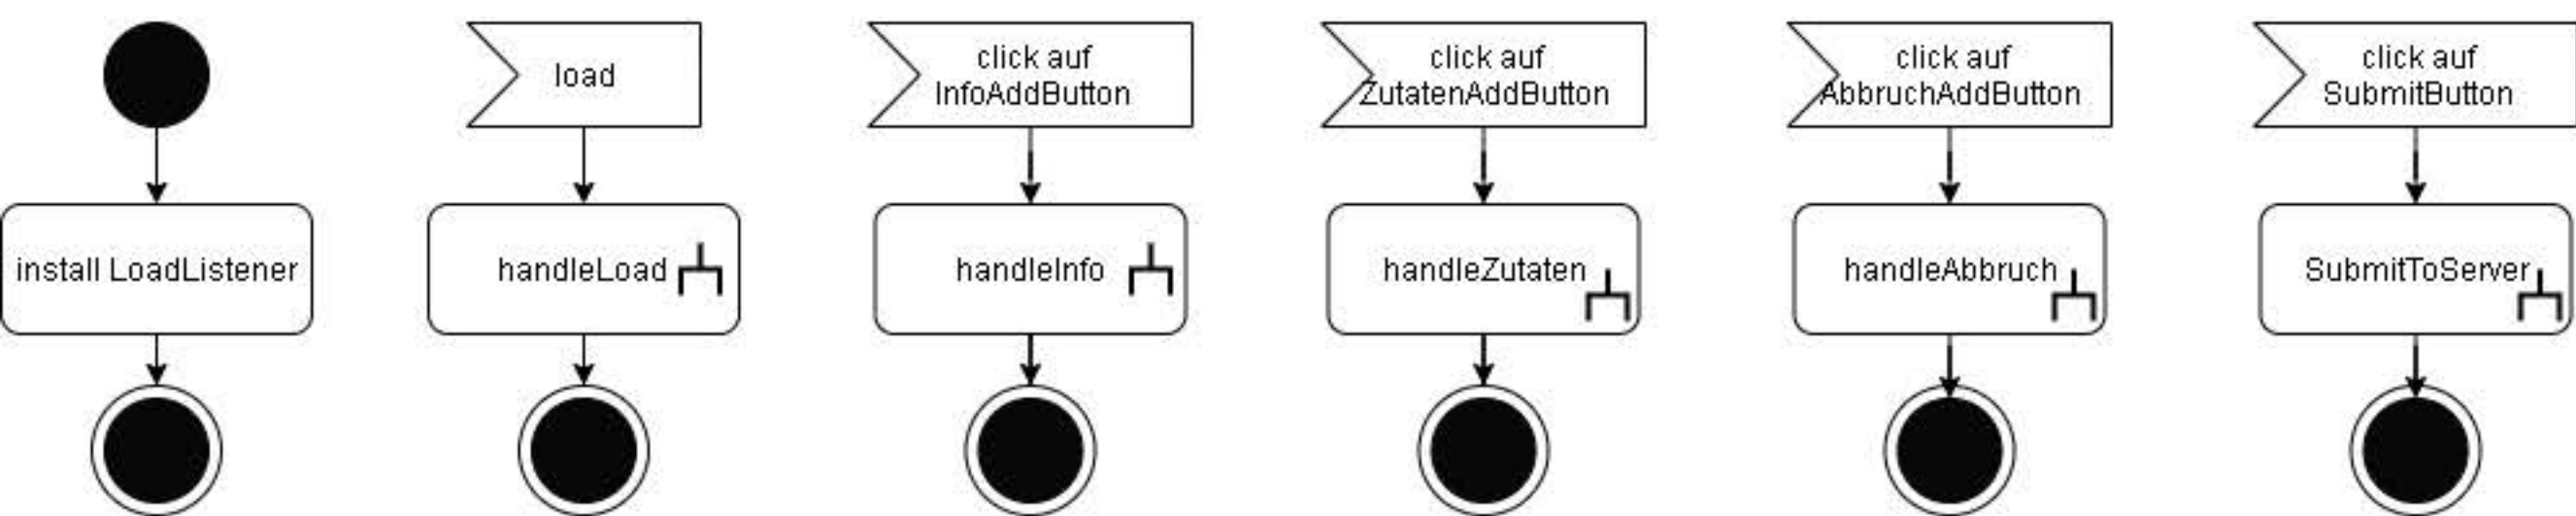 load
click auf
InfoAddButton
click auf
ZutatenAddButton
click auf
AbbruchAddButton
click auf
SubmitButton
install LoadListener
handleLoad
handleInfo
handleZutaten
handleAbbruch
SubmitToServer